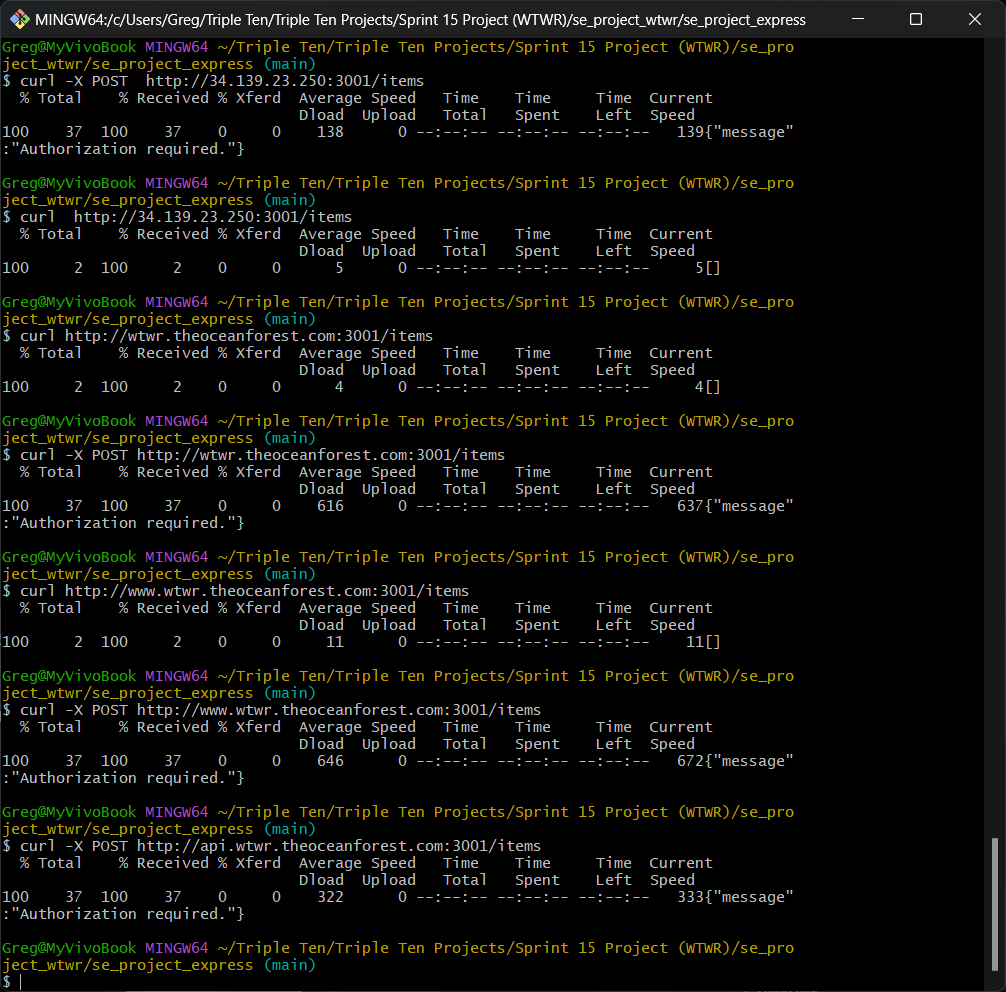 MINGW64:/c/Users/Greg/Triple Ten/Triple Ten Projects/Sprint 15 Project (WTWR)/se_project_wtwr/se_project_express
Greg@MyVivoBook MINGW64 ~/Triple Ten/Triple Ten Projects/Sprint 15 Project (WTWR)/se_pro
ject_wtwr/se_project_express (main)
$ curl -X POST  http://34.139.23.250:3001/items
  % Total    % Received % Xferd  Average Speed   Time    Time     Time  Current
                                 Dload  Upload   Total   Spent    Left  Speed
100    37  100    37    0     0    138      0 --:--:-- --:--:-- --:--:--   139{"message"
:"Authorization required."}
Greg@MyVivoBook MINGW64 ~/Triple Ten/Triple Ten Projects/Sprint 15 Project (WTWR)/se_pro
ject_wtwr/se_project_express (main)
$ curl  http://34.139.23.250:3001/items
  % Total    % Received % Xferd  Average Speed   Time    Time     Time  Current
                                 Dload  Upload   Total   Spent    Left  Speed
100     2  100     2    0     0      5      0 --:--:-- --:--:-- --:--:--     5[]
Greg@MyVivoBook MINGW64 ~/Triple Ten/Triple Ten Projects/Sprint 15 Project (WTWR)/se_pro
ject_wtwr/se_project_express (main)
$ curl http://wtwr.theoceanforest.com:3001/items
  % Total    % Received % Xferd  Average Speed   Time    Time     Time  Current
                                 Dload  Upload   Total   Spent    Left  Speed
100     2  100     2    0     0      4      0 --:--:-- --:--:-- --:--:--     4[]
Greg@MyVivoBook MINGW64 ~/Triple Ten/Triple Ten Projects/Sprint 15 Project (WTWR)/se_pro
ject_wtwr/se_project_express (main)
$ curl -X POST http://wtwr.theoceanforest.com:3001/items
  % Total    % Received % Xferd  Average Speed   Time    Time     Time  Current
                                 Dload  Upload   Total   Spent    Left  Speed
100    37  100    37    0     0    616      0 --:--:-- --:--:-- --:--:--   637{"message"
:"Authorization required."}
Greg@MyVivoBook MINGW64 ~/Triple Ten/Triple Ten Projects/Sprint 15 Project (WTWR)/se_pro
ject_wtwr/se_project_express (main)
$ curl http://www.wtwr.theoceanforest.com:3001/items
  % Total    % Received % Xferd  Average Speed   Time    Time     Time  Current
                                 Dload  Upload   Total   Spent    Left  Speed
100     2  100     2    0     0     11      0 --:--:-- --:--:-- --:--:--    11[]
Greg@MyVivoBook MINGW64 ~/Triple Ten/Triple Ten Projects/Sprint 15 Project (WTWR)/se_pro
ject_wtwr/se_project_express (main)
$ curl -X POST http://www.wtwr.theoceanforest.com:3001/items
  % Total    % Received % Xferd  Average Speed   Time    Time     Time  Current
                                 Dload  Upload   Total   Spent    Left  Speed
100    37  100    37    0     0    646      0 --:--:-- --:--:-- --:--:--   672{"message"
:"Authorization required."}
Greg@MyVivoBook MINGW64 ~/Triple Ten/Triple Ten Projects/Sprint 15 Project (WTWR)/se_pro
ject_wtwr/se_project_express (main)
$ curl -X POST http://api.wtwr.theoceanforest.com:3001/items
  % Total    % Received % Xferd  Average Speed   Time    Time     Time  Current
                                 Dload  Upload   Total   Spent    Left  Speed
100    37  100    37    0     0    322      0 --:--:-- --:--:-- --:--:--   333{"message"
:"Authorization required."}
Greg@MyVivoBook MINGW64 ~/Triple Ten/Triple Ten Projects/Sprint 15 Project (WTWR)/se_pro
ject_wtwr/se_project_express (main)
$